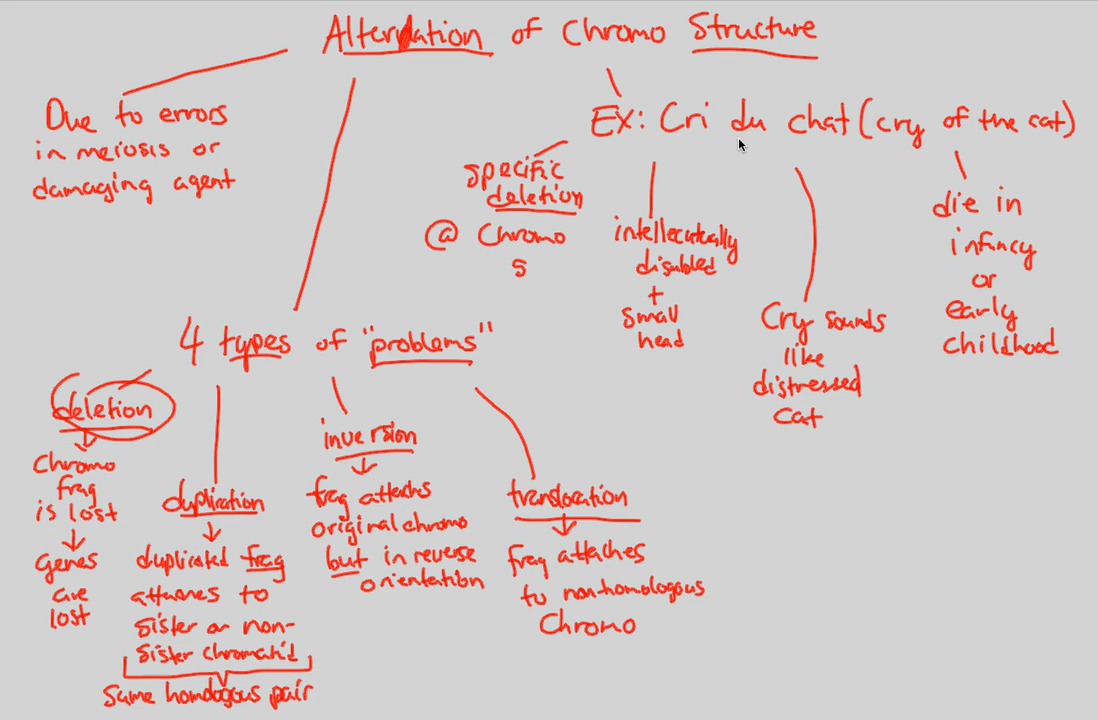 Alteration of Chromo Structure
Due to errors
in meiosis or
damaging agent
EX: Cri du chat (cry of the cat)
specific
deletion
@ Chromo
5
intellecutally
disabled
+
small
head
Cry sounds
like
distressed
cat
die in
infancy
or
early
childhood
4 types of "problems"
deletion
Chromo
frag
is lost
Genes
are
lost
duplication
duplicated frag
attaches to
sister or non-
sister chromatid
same homologous pair
inversion
frag attaches
original chromo
but in reverse
orientation
translocation
frag attaches
to nonhomologous
Chromo